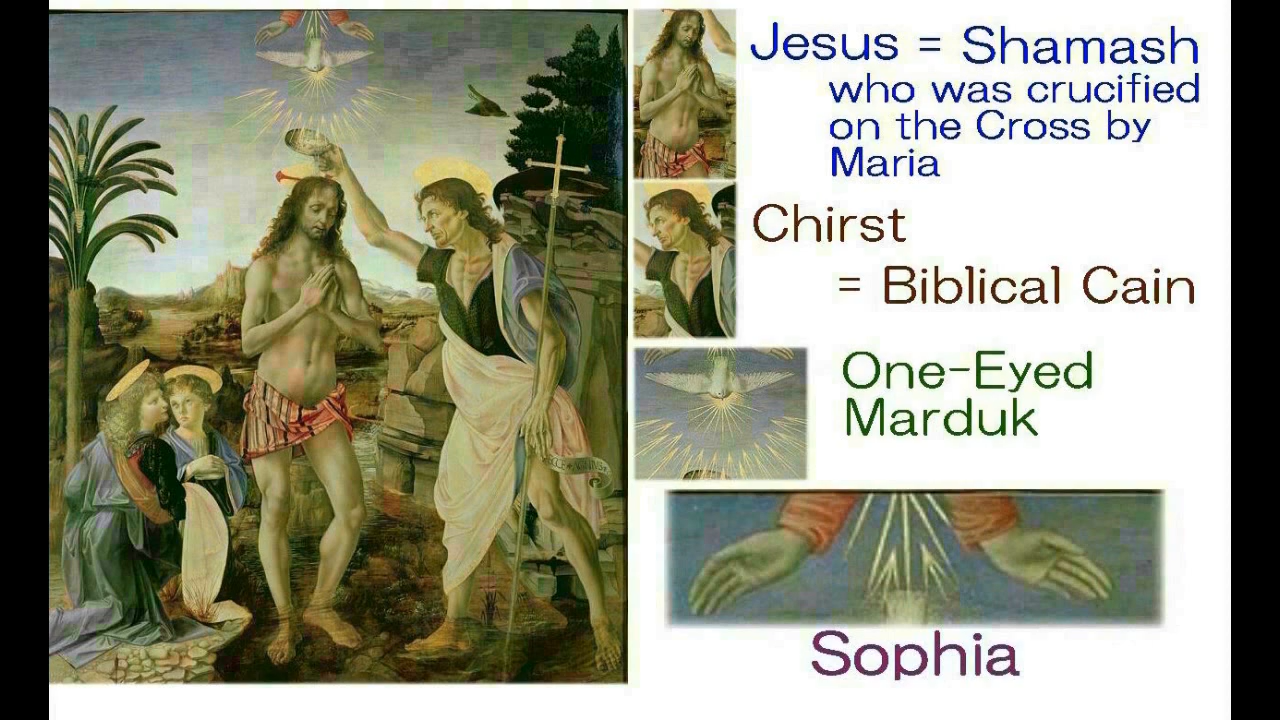 Jesus = Shamash
who was crucified
on the Cross by
Maria
Chirst
= Biblical Cain
One-Eyed
Marduk
Sophia